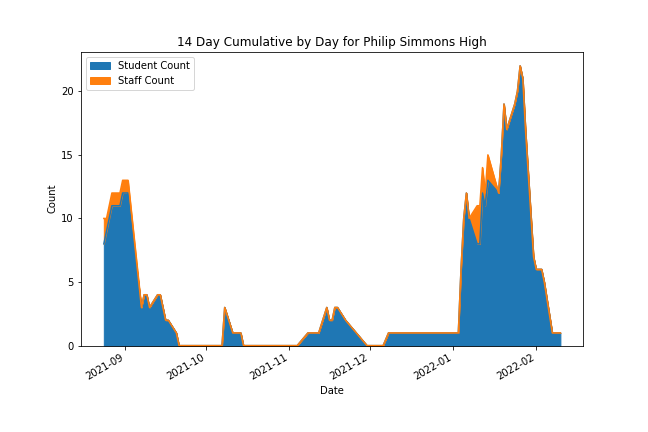 14 Day Cumulative by Day for Philip Simmons High
Student Count
Staff Count
20
15
10
5
0
Count
2021-09
2021-10
2021-11
2021-12
2022-01
2022-02
Date